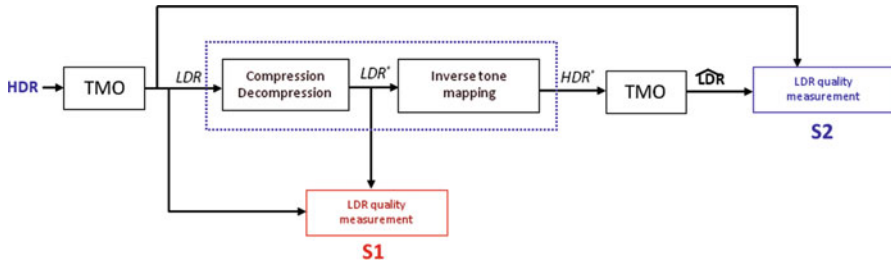 HDR
TMO
LDR
Compression
Decompression
LDR*
Inverse tone
mapping
HDR*
TMO
LDR
LDR quality
measurement
S2
LDR quality
measurement
S1